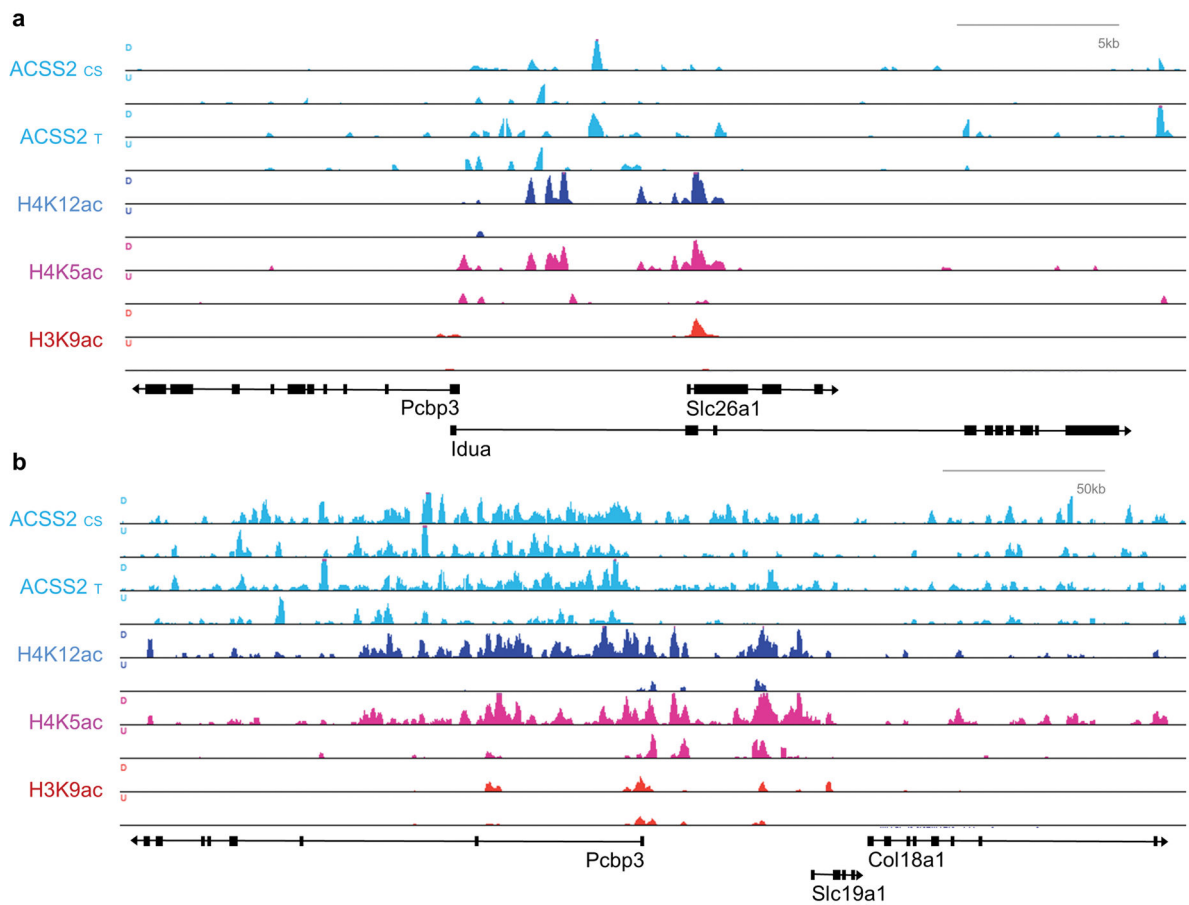 a
5kb
D
ACSS2 CS
U
D
ACSS2 T
U
D
H4K12ac
U
D
H4K5ac
U
D
H3K9ac
U
Pcbp3
Slc26a1
Idua
b
50kb
D
ACSS2 CS
U
D
ACSS2 T
U
D
H4K12ac
U
D
H4K5ac
U
D
H3K9ac
U
Pcbp3
Col18a1
Slc19a1